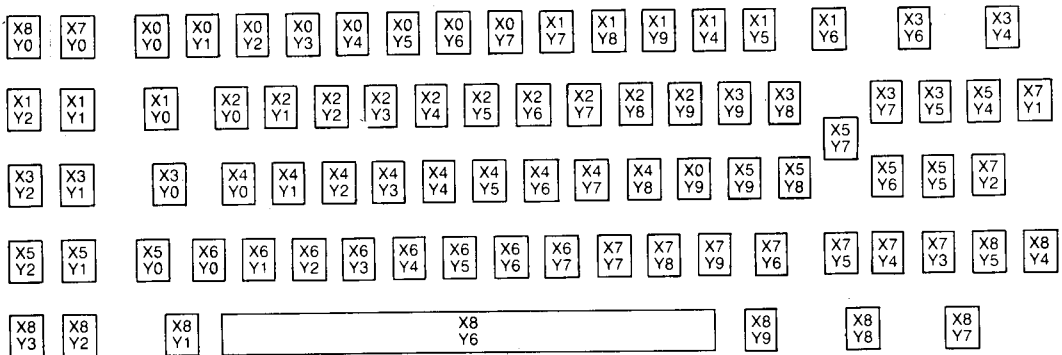 X8 X7 X0 X0 X0 X0 X0 X0 X0 X0 X1 X1 X1 X1 X1 X1 X3 X3
Y0 Y0 Y0 Y1 Y2 Y3 Y4 Y5 Y6 Y7 Y7 Y8 Y9 Y4 Y5 Y6 Y6 Y4
X1 X1 X1 X2 X2 X2 X2 X2 X2 X2 X2 X2 X2 X3 X3 X3 X3 X5 X7
Y2 Y1 Y0 Y0 Y1 Y2 Y3 Y4 Y5 Y6 Y7 Y8 Y9 Y9 Y8 Y7 Y5 Y4 Y1
X5
Y7
X3 X3 X3 X4 X4 X4 X4 X4 X4 X4 X4 X4 X0 X5 X5 X5 X5 X7
Y2 Y1 Y0 Y0 Y1 Y2 Y3 Y4 Y5 Y6 Y7 Y8 Y9 Y9 Y8 Y6 Y5 Y2
X5 X5 X5 X6 X6 X6 X6 X6 X6 X6 X6 X7 X7 X7 X7 X7 X7 X7 X8 X8
Y2 Y1 Y0 Y0 Y1 Y2 Y3 Y4 Y5 Y6 Y7 Y7 Y8 Y9 Y6 Y5 Y4 Y3 Y5 Y4
X8 X8 X8 X8 X8 X8 X8
Y3 Y2 Y1 Y6 Y9 Y8 Y7